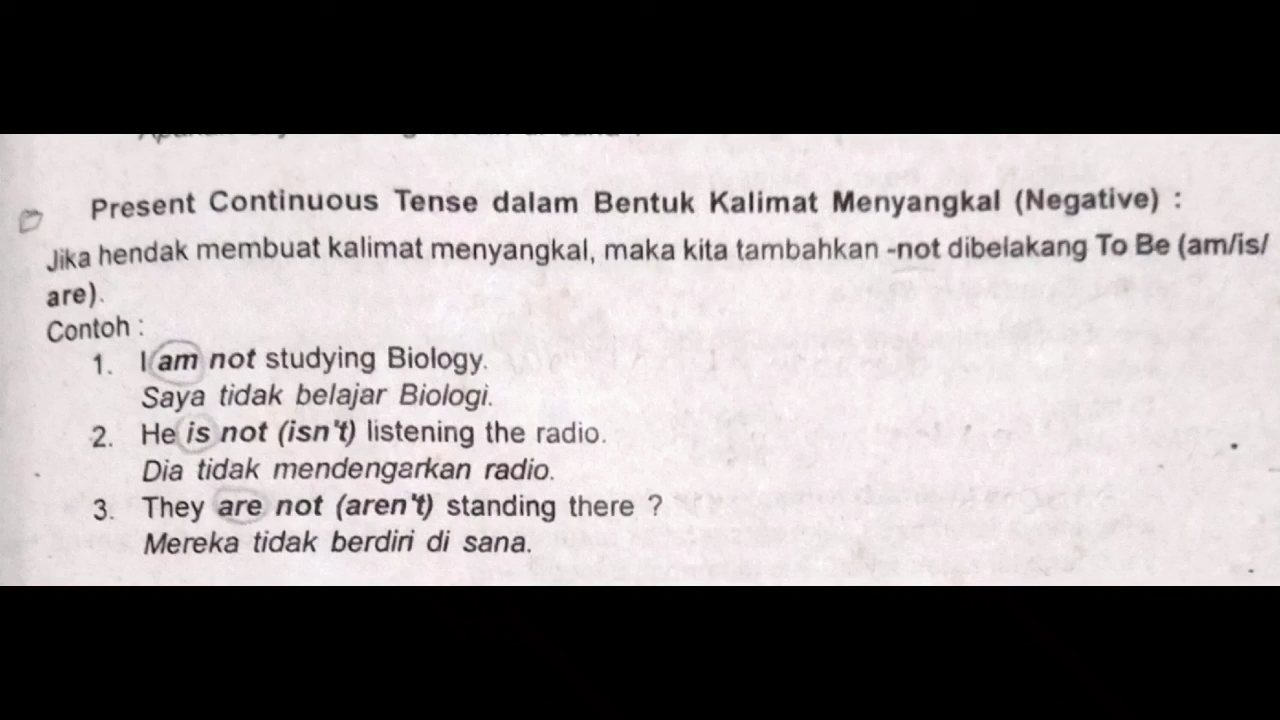 Present Continuous Tense dalam Bentuk Kalimat Menyangkal (Negative) :
Jika hendak membuat kalimat menyangkal, maka kita tambahkan -not dibelakang To Be (am/is/
are).
Contoh :
1. I am not studying Biology.
Saya tidak belajar Biologi.
2. He is not (isn't) listening the radio.
Dia tidak mendengarkan radio.
3. They are not (aren't) standing there ?
Mereka tidak berdiri di sana.